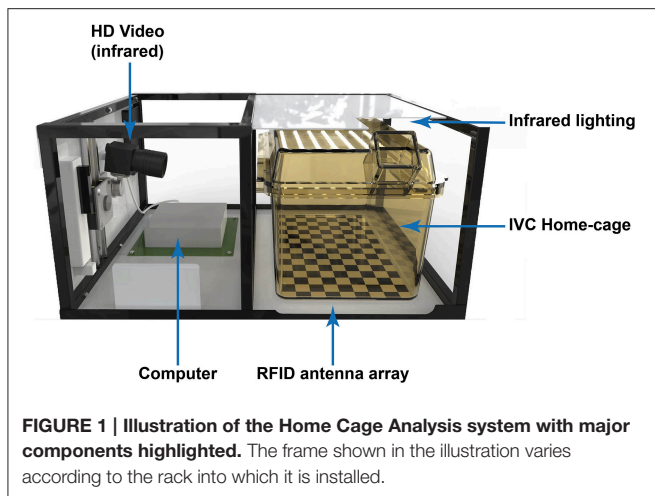 HD Video
(infrared)
Infrared lighting
IVC Home-cage
Computer
RFID antenna array
FIGURE 1 | Illustration of the Home Cage Analysis system with major
components highlighted. The frame shown in the illustration varies
according to the rack into which it is installed.